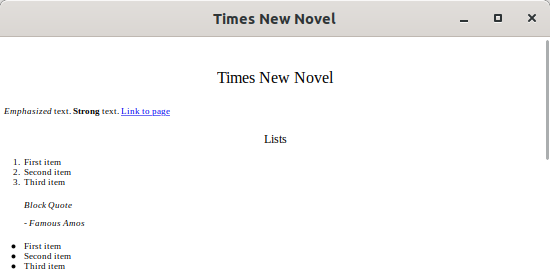 Times New Novel
Times New Novel
Emphasized text. Strong text. Link to page
Lists
1. First item
2. Second item
3. Third item
Block Quote
- Famous Amos
• First item
• Second item
• Third item